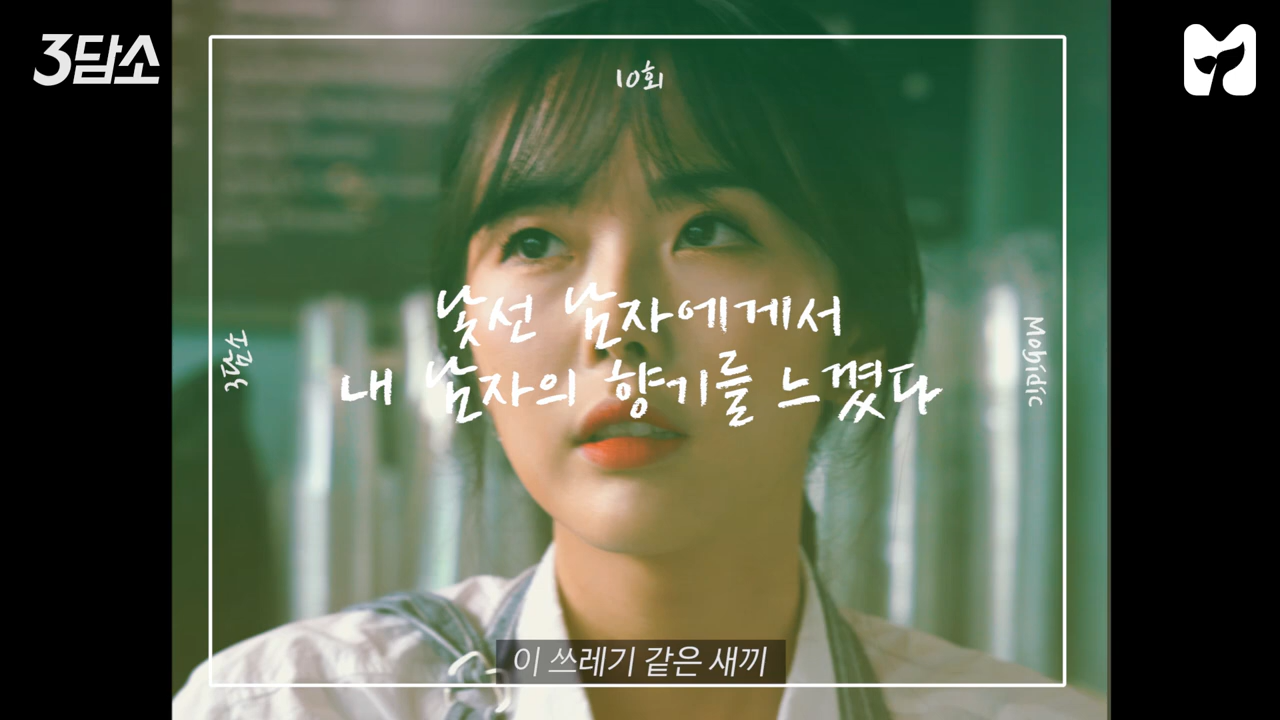 3담소
10회
낯선 남자에게서
내 남자의 향기를 느꼈다
3담소
Mobidic
이 쓰레기 같은 새끼